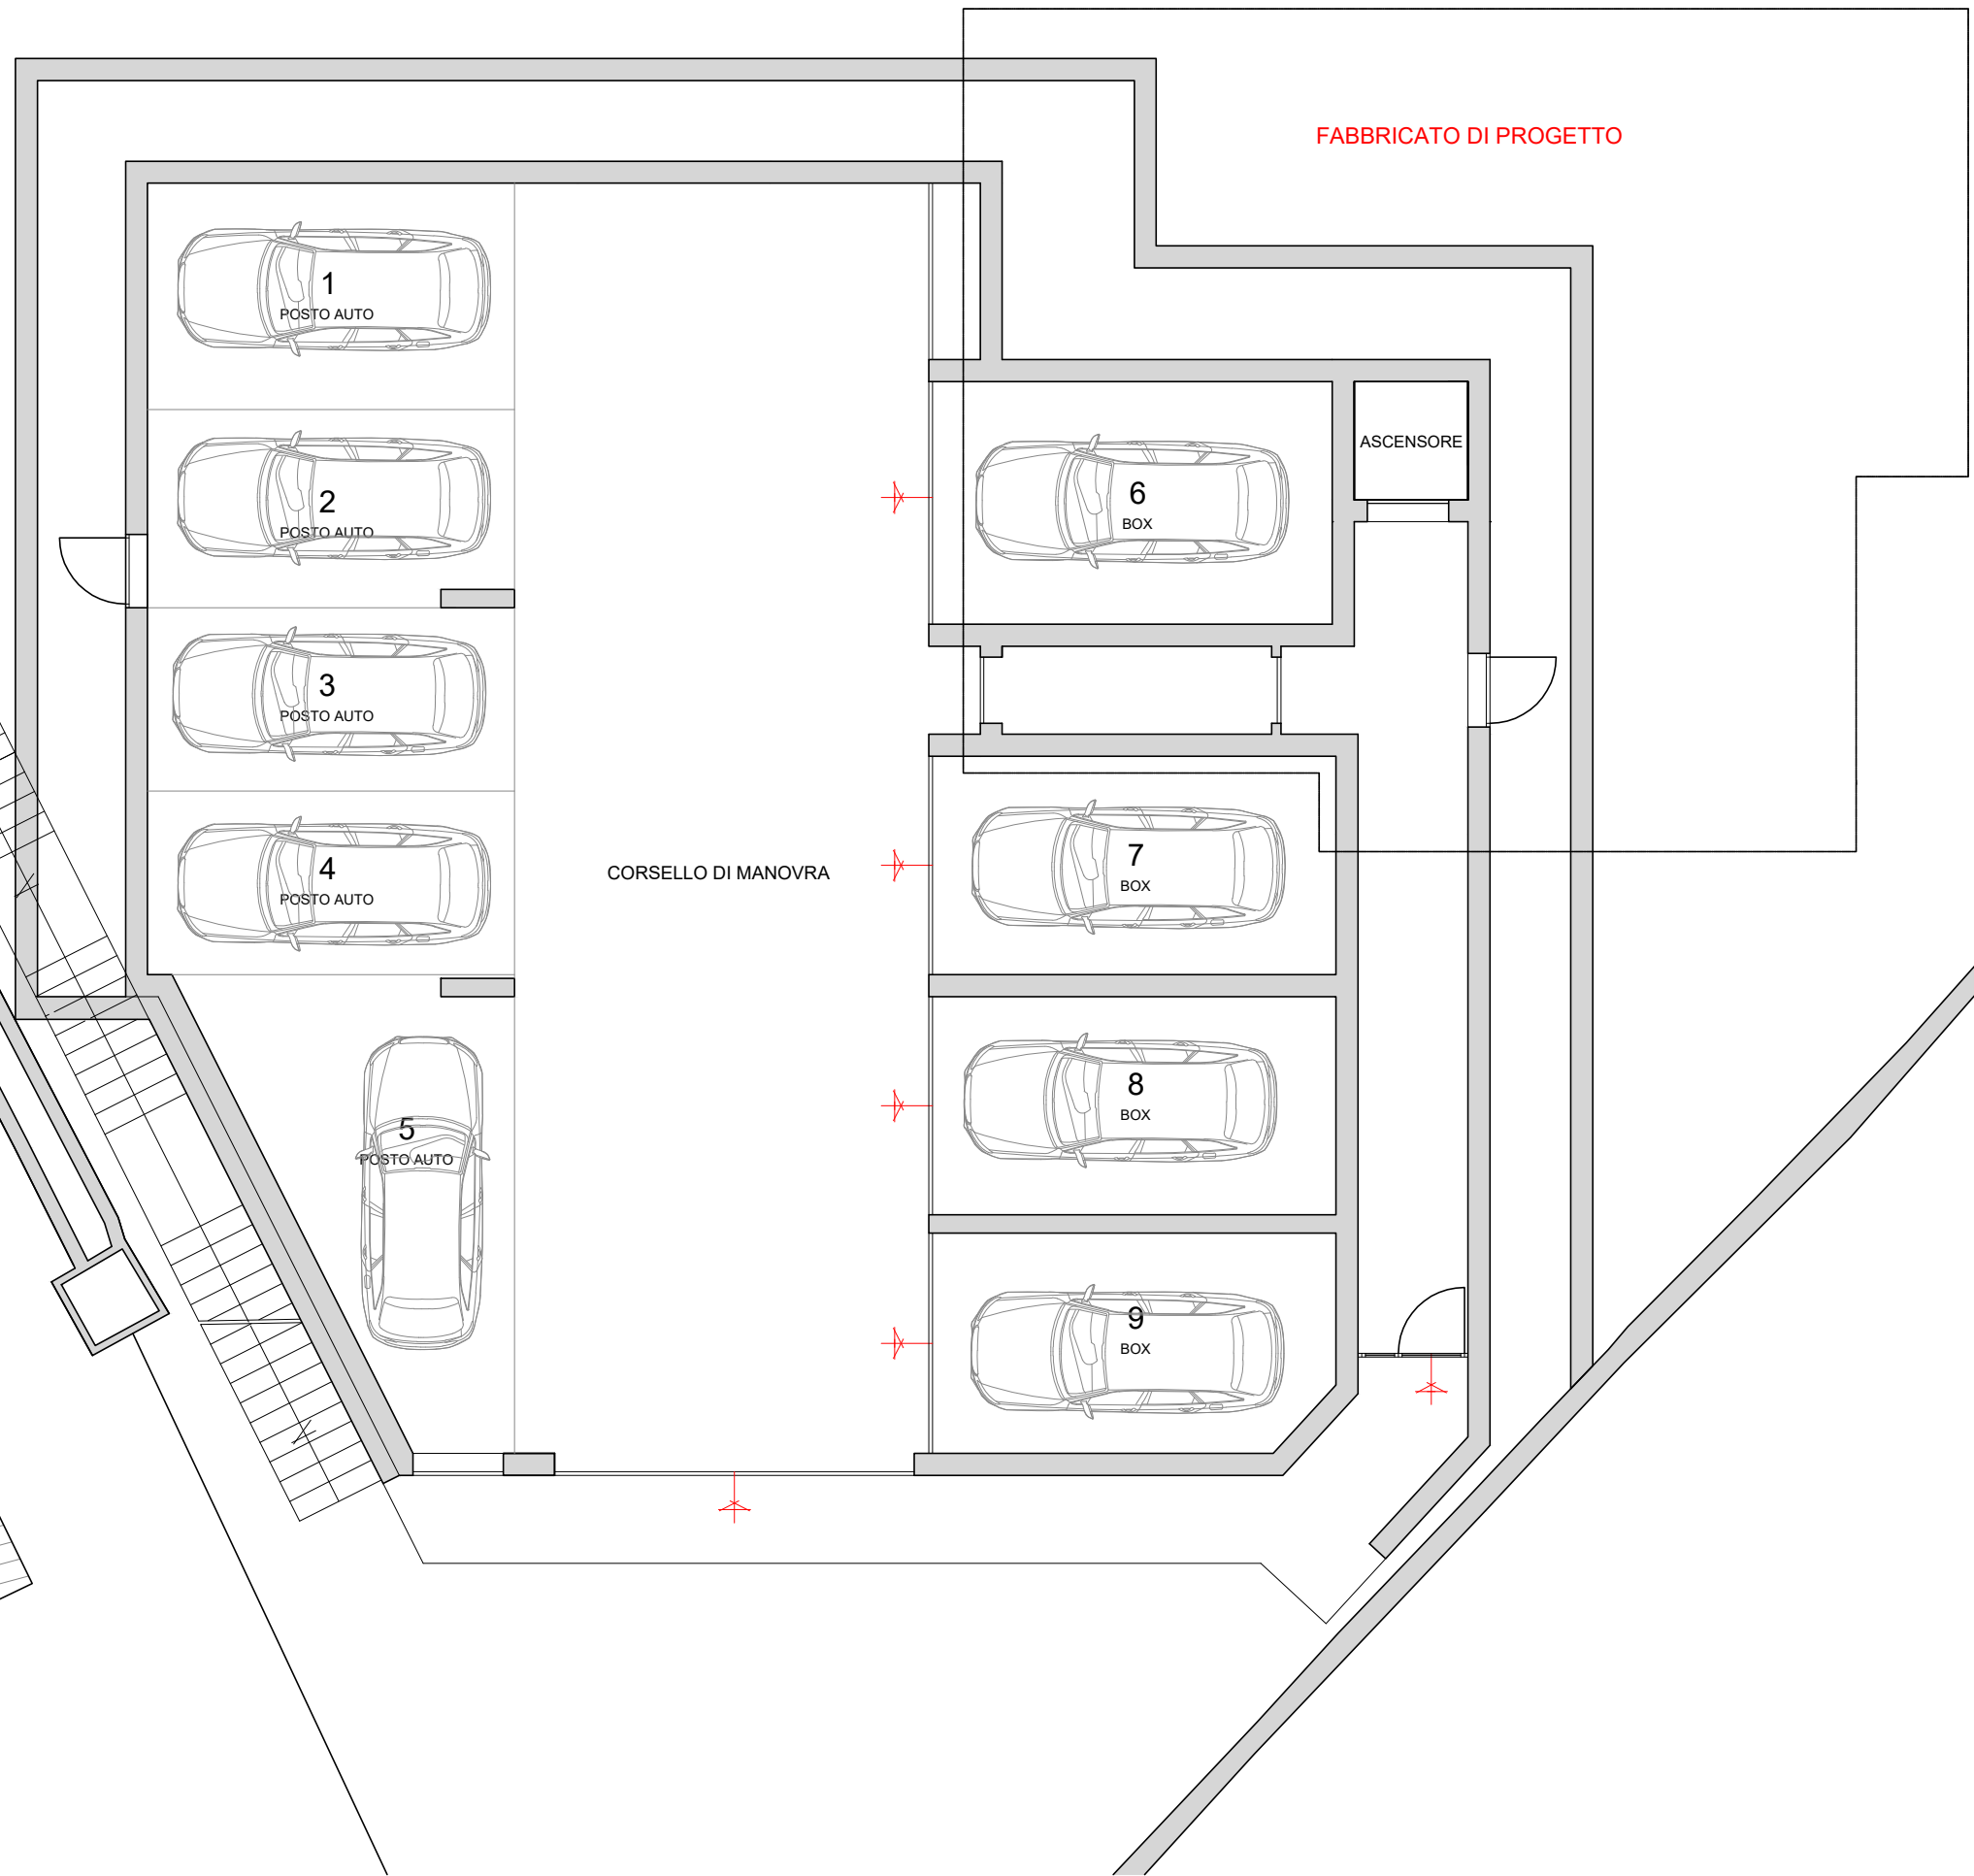 FABBRICATO DI PROGETTO
1
POSTO AUTO
2
POSTO AUTO
3
POSTO AUTO
4
POSTO AUTO
5
POSTO AUTO
CORSELLO DI MANOVRA
6
BOX
ASCENSORE
7
BOX
8
BOX
9
BOX